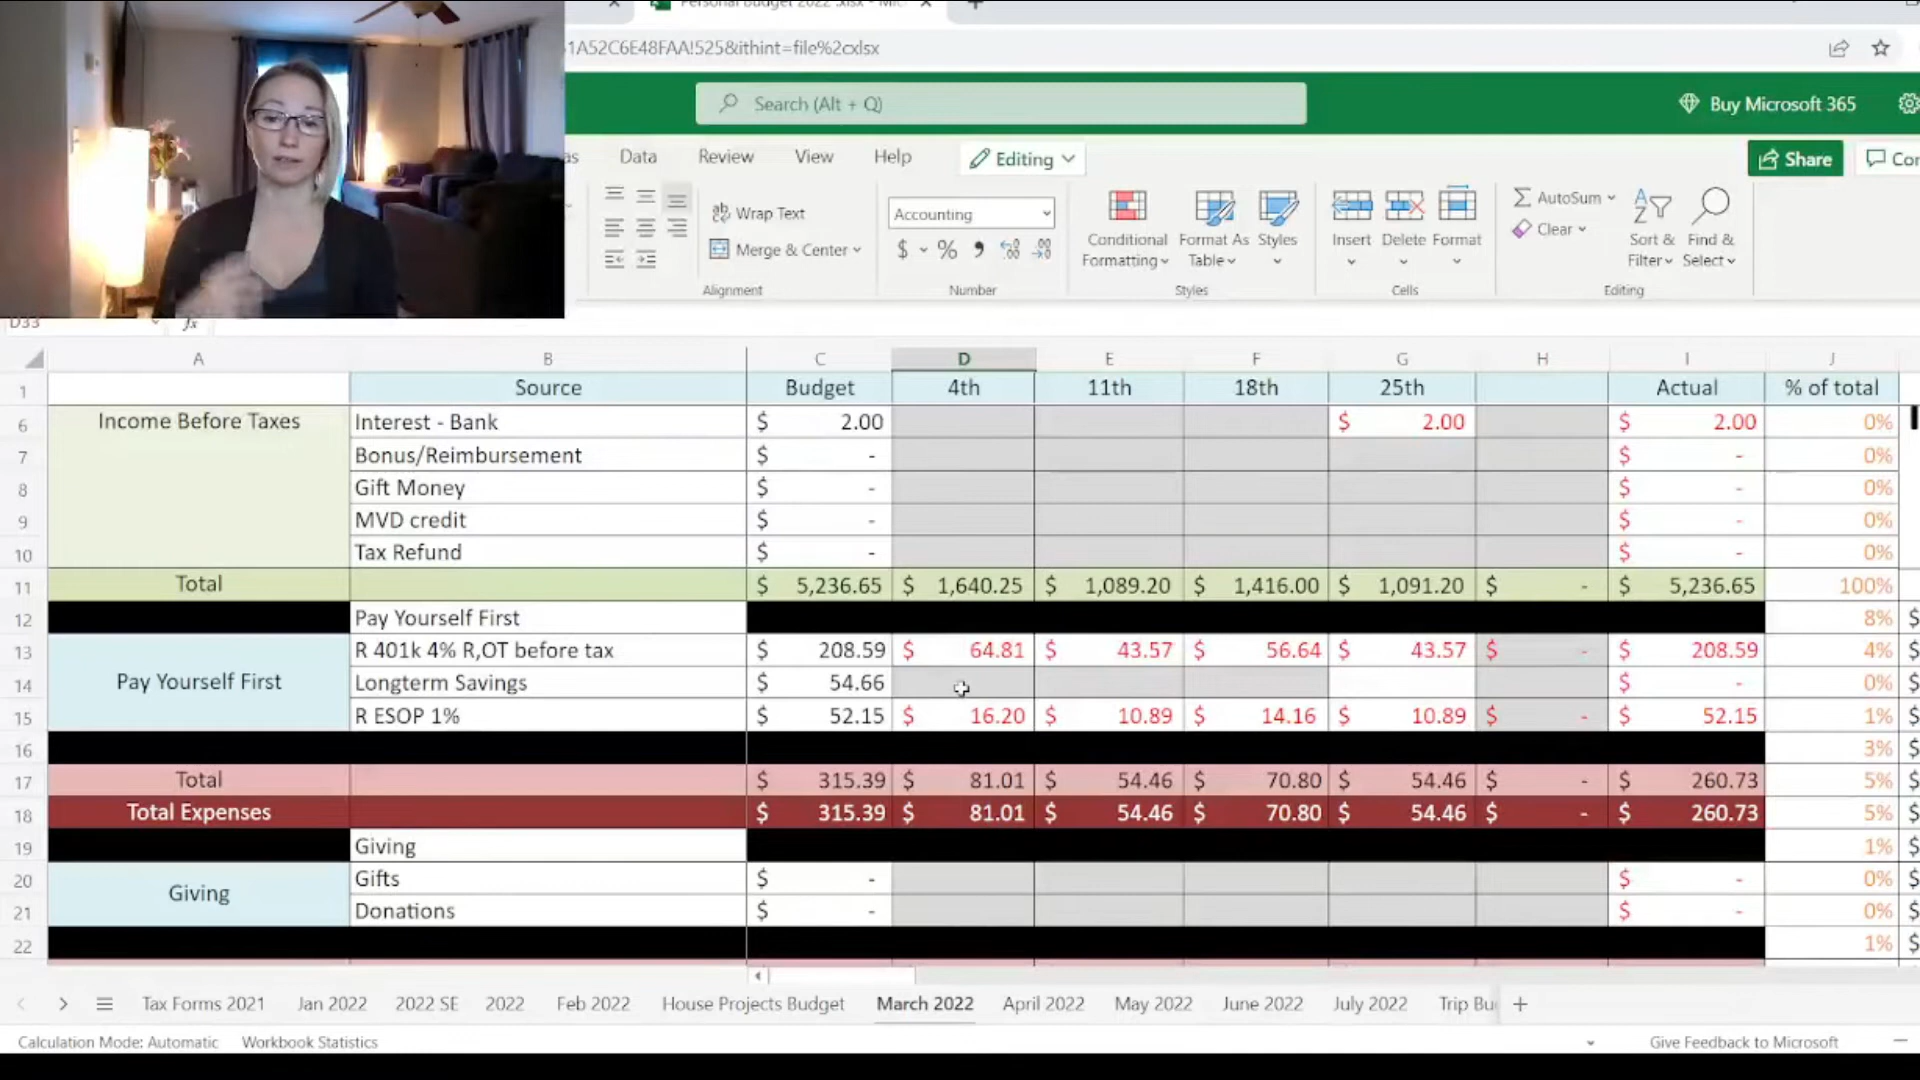 Personal Budget 2022 .xlsx - Mic
51A52C6E48FAA!525&ithint=file%2cxlsx
Search (Alt + Q)
Buy Microsoft 365
Data Review View Help Editing
Share
Wrap Text
Merge & Center
Alignment
Accounting
$ % 9
Number
Conditional Formatting
Format As Table
Styles
Styles
Insert Delete Format
Cells
AutoSum
Clear
Sort & Filter
Find & Select
Editing
D33 fx
A B C D E F G H I J
1 Source Budget 4th 11th 18th 25th Actual % of total
6 Income Before Taxes Interest - Bank $ 2.00 $ 2.00 $ 2.00 0%
7 Bonus/Reimbursement $ - $ - 0%
8 Gift Money $ - $ - 0%
9 MVD credit $ - $ - 0%
10 Tax Refund $ - $ - 0%
11 Total $ 5,236.65 $ 1,640.25 $ 1,089.20 $ 1,416.00 $ 1,091.20 $ - $ 5,236.65 100%
12 Pay Yourself First 8% $
13 R 401k 4% R,OT before tax $ 208.59 $ 64.81 $ 43.57 $ 56.64 $ 43.57 $ - $ 208.59 4% $
14 Pay Yourself First Longterm Savings $ 54.66 $ - 0% $
15 R ESOP 1% $ 52.15 $ 16.20 $ 10.89 $ 14.16 $ 10.89 $ - $ 52.15 1% $
16 3% $
17 Total $ 315.39 $ 81.01 $ 54.46 $ 70.80 $ 54.46 $ - $ 260.73 5% $
18 Total Expenses $ 315.39 $ 81.01 $ 54.46 $ 70.80 $ 54.46 $ - $ 260.73 5% $
19 Giving 1% $
20 Giving Gifts $ - $ - 0% $
21 Donations $ - $ - 0% $
22 1% $
Tax Forms 2021 Jan 2022 2022 SE 2022 Feb 2022 House Projects Budget March 2022 April 2022 May 2022 June 2022 July 2022 Trip Bu
Calculation Mode: Automatic Workbook Statistics Give Feedback to Microsoft